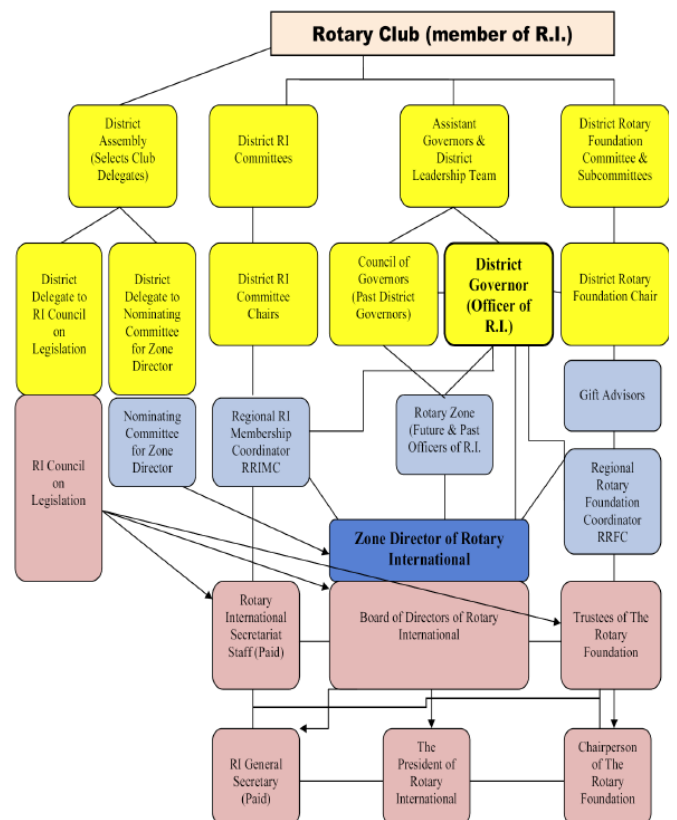 Rotary Club (member of R.I.)
District
Assembly
(Selects Club
Delegates)
District RI
Committees
Assistant
Governors &
District
Leadership Team
District Rotary
Foundation
Committee &
Subcommittees
District
Delegate to
RI Council
on
Legislation
District
Delegate to
Nominating
Committee
for Zone
Director
District RI
Committee
Chairs
Council of
Governors
(Past District
Governors)
District
Governor
(Officer of
R.I.)
District Rotary
Foundation Chair
RI Council
on
Legislation
Nominating
Committee
for Zone
Director
Regional RI
Membership
Coordinator
RRIMC
Rotary Zone
(Future & Past
Officers of R.I.
Gift Advisors
Regional
Rotary
Foundation
Coordinator
RRFC
Zone Director of Rotary
International
Rotary
International
Secretariat
Staff (Paid)
Board of Directors of Rotary
International
Trustees of The
Rotary
Foundation
RI General
Secretary
(Paid)
The
President of
Rotary
International
Chairperson
of The
Rotary
Foundation